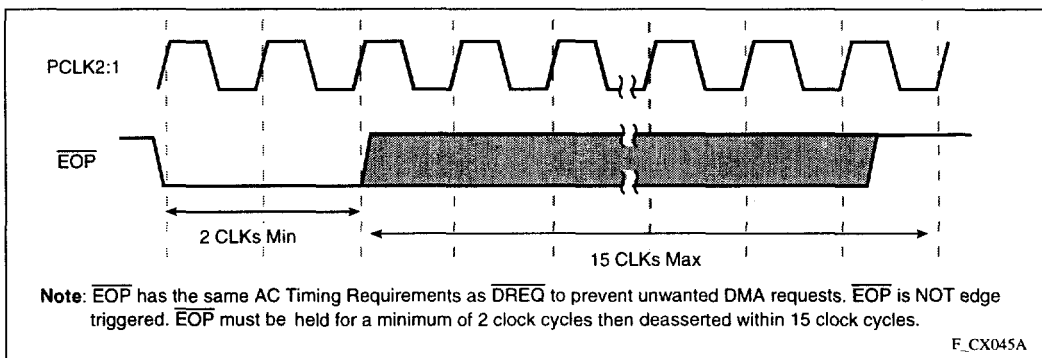 PCLK2:1
EOP
2 CLKs Min
15 CLKs Max
Note: EOP has the same AC Timing Requirements as DREQ to prevent unwanted DMA requests. EOP is NOT edge
triggered. EOP must be held for a minimum of 2 clock cycles then deasserted within 15 clock cycles.
F_CX045A